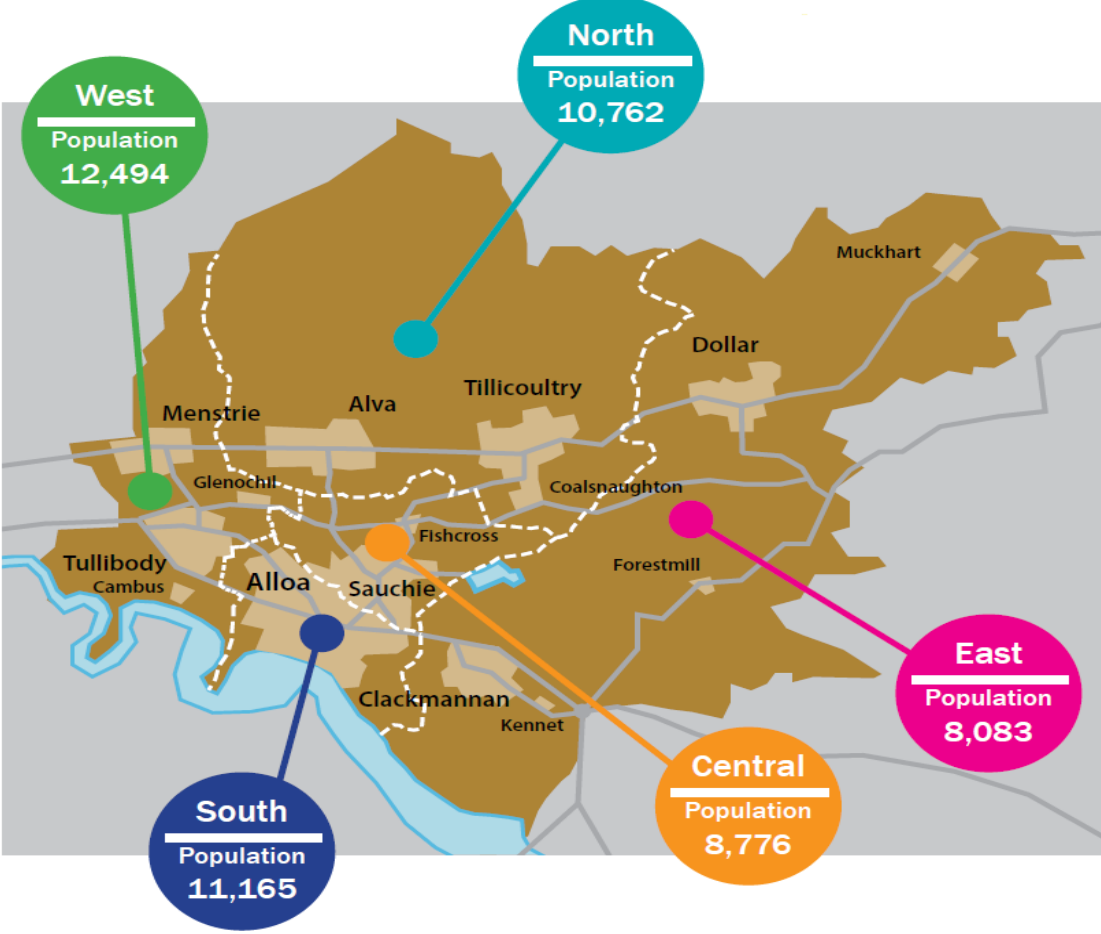 North
Population
10,762
West
Population
12,494
Muckhart
Dollar
Tillicoultry
Alva
Menstrie
Glenochil
Coalsnaughton
Fishcross
Forestmill
Tullibody
Cambus
Alloa
Sauchie
Clackmannan
Kennet
East
Population
8,083
Central
Population
8,776
South
Population
11,165